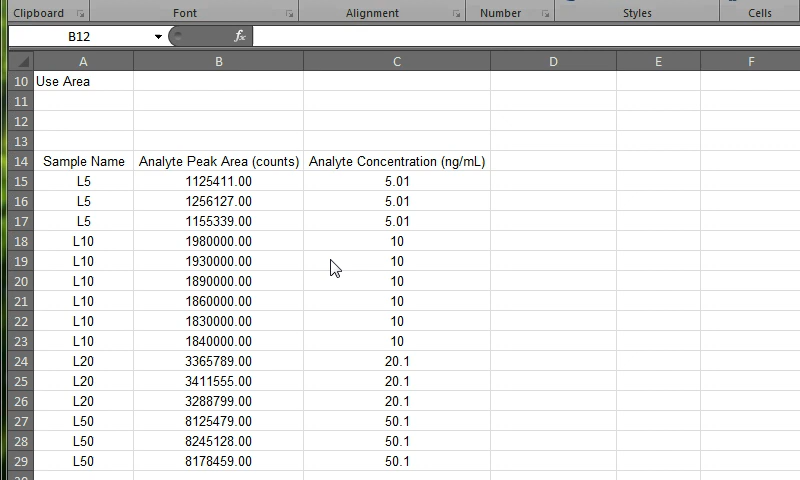 Clipboard Font Alignment Number Styles Cells
B12 fx
A B C D E F
10 Use Area
11
12
13
14 Sample Name Analyte Peak Area (counts) Analyte Concentration (ng/mL)
15 L5 1125411.00 5.01
16 L5 1256127.00 5.01
17 L5 1155339.00 5.01
18 L10 1980000.00 10
19 L10 1930000.00 10
20 L10 1890000.00 10
21 L10 1860000.00 10
22 L10 1830000.00 10
23 L10 1840000.00 10
24 L20 3365789.00 20.1
25 L20 3411555.00 20.1
26 L20 3288799.00 20.1
27 L50 8125479.00 50.1
28 L50 8245128.00 50.1
29 L50 8178459.00 50.1